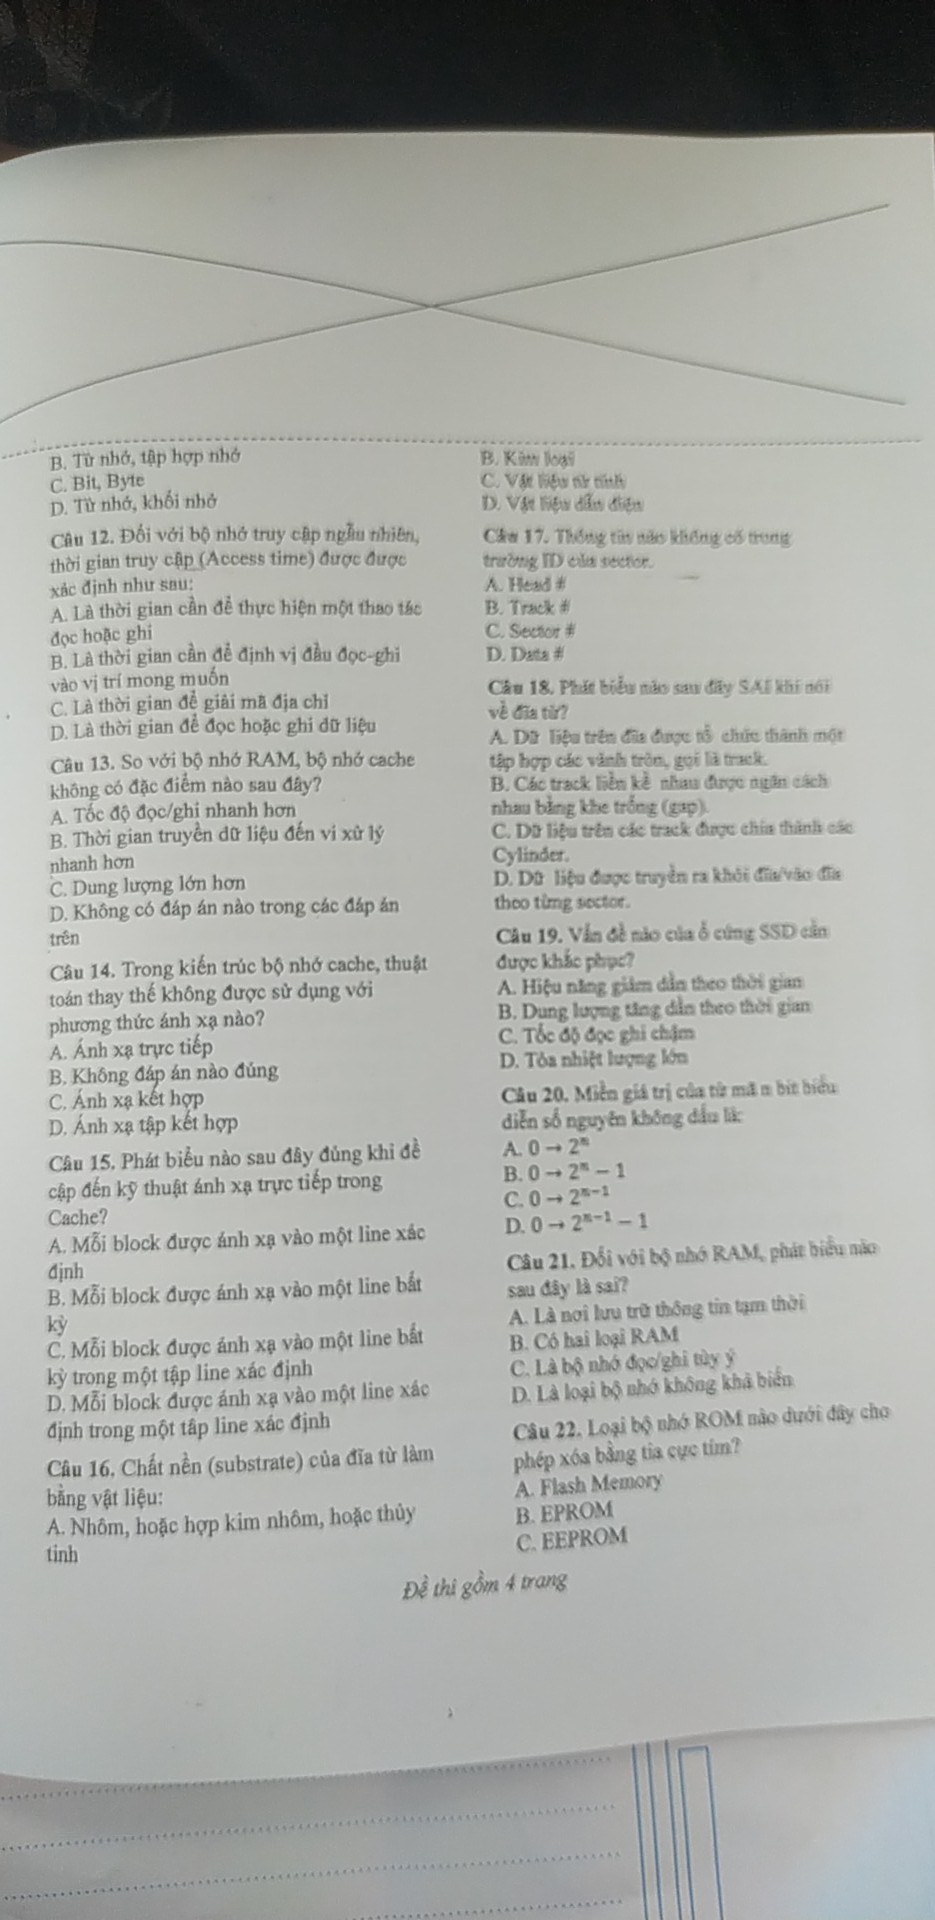 B. Từ nhớ, tập hợp nhớ
C. Bit, Byte
D. Từ nhớ, khối nhớ
Câu 12. Đối với bộ nhớ truy cập ngẫu nhiên,
thời gian truy cập (Access time) được được
xác định như sau:
A. Là thời gian cần để thực hiện một thao tác
đọc hoặc ghi
B. Là thời gian cần để định vị đầu đọc-ghi
vào vị trí mong muốn
C. Là thời gian để giải mã địa chỉ
D. Là thời gian để đọc hoặc ghi dữ liệu
Câu 13. So với bộ nhớ RAM, bộ nhớ cache
không có đặc điểm nào sau đây?
A. Tốc độ đọc/ghi nhanh hơn
B. Thời gian truyền dữ liệu đến vi xử lý
nhanh hơn
C. Dung lượng lớn hơn
D. Không có đáp án nào trong các đáp án
trên
Câu 14. Trong kiến trúc bộ nhớ cache, thuật
toán thay thế không được sử dụng với
phương thức ánh xạ nào?
A. Ánh xạ trực tiếp
B. Không đáp án nào đúng
C. Ánh xạ kết hợp
D. Ánh xạ tập kết hợp
Câu 15. Phát biểu nào sau đây đúng khi đề
cập đến kỹ thuật ánh xạ trực tiếp trong
Cache?
A. Mỗi block được ánh xạ vào một line xác
định
B. Mỗi block được ánh xạ vào một line bất
kỳ
C. Mỗi block được ánh xạ vào một line bất
kỳ trong một tập line xác định
D. Mỗi block được ánh xạ vào một line xác
định trong một tâp line xác định
Câu 16. Chất nền (substrate) của đĩa từ làm
bằng vật liệu:
A. Nhôm, hoặc hợp kim nhôm, hoặc thủy
tinh
B. Kim loại
C. Vật liệu từ tính
D. Vật liệu dẫn điện
Câu 17. Thông tin nào không có trong
trường ID của sector.
A. Head #
B. Track #
C. Sector #
D. Data #
Câu 18. Phát biểu nào sau đây SAI khi nói
về đĩa từ?
A. Dữ liệu trên đĩa được tổ chức thành một
tập hợp các vành tròn, gọi là track.
B. Các track liền kề nhau được ngăn cách
nhau bằng khe trống (gap).
C. Dữ liệu trên các track được chia thành các
Cylinder.
D. Dữ liệu được truyền ra khỏi đĩa/vào đĩa
theo từng sector.
Câu 19. Vấn đề nào của ổ cứng SSD cần
được khắc phục?
A. Hiệu năng giảm dần theo thời gian
B. Dung lượng tăng dần theo thời gian
C. Tốc độ đọc ghi chậm
D. Tỏa nhiệt lượng lớn
Câu 20. Miền giá trị của từ mã n bit biểu
diễn số nguyên không dấu là:
A. 0 → 2ⁿ
B. 0 → 2ⁿ − 1
C. 0 → 2ⁿ⁻¹
D. 0 → 2ⁿ⁻¹ − 1
Câu 21. Đối với bộ nhớ RAM, phát biểu nào
sau đây là sai?
A. Là nơi lưu trữ thông tin tạm thời
B. Có hai loại RAM
C. Là bộ nhớ đọc/ghi tùy ý
D. Là loại bộ nhớ không khả biến
Câu 22. Loại bộ nhớ ROM nào dưới đây cho
phép xóa bằng tia cực tím?
A. Flash Memory
B. EPROM
C. EEPROM
Đề thi gồm 4 trang